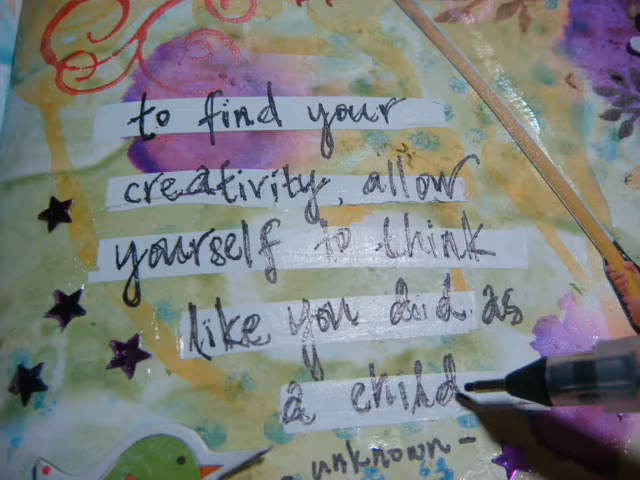 to find your
creativity, allow
yourself to think
like you did as
a child
- unknown -